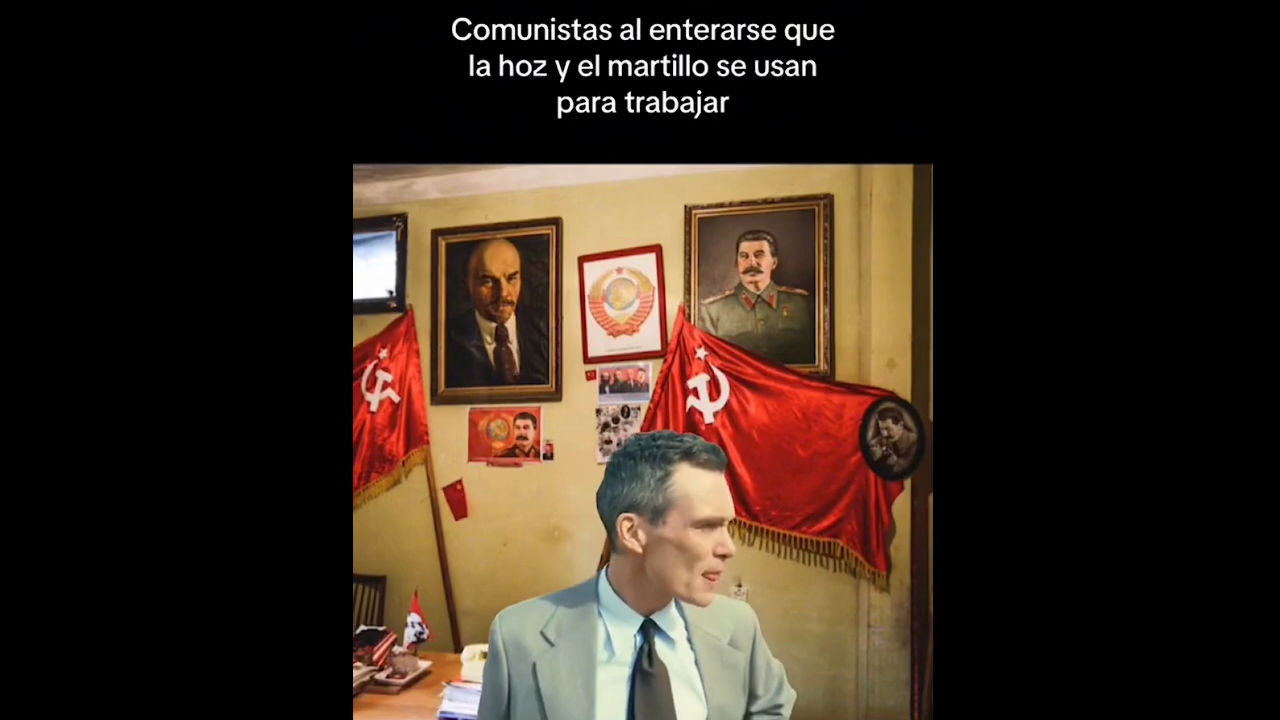 Comunistas al enterarse que
la hoz y el martillo se usan
para trabajar